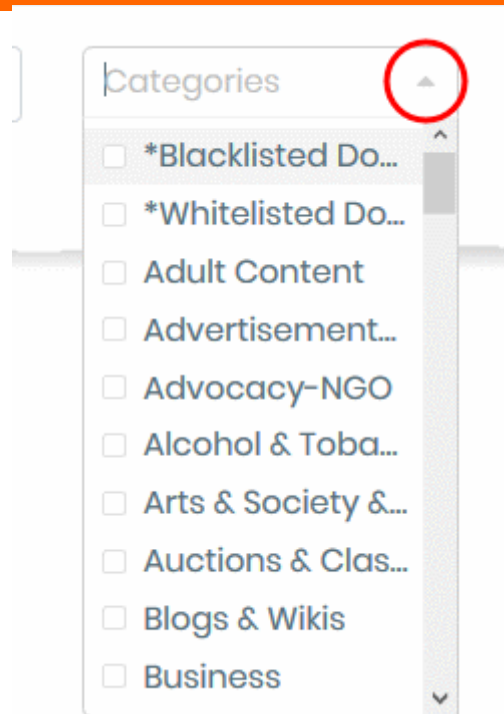 Categories
*Blacklisted Do...
*Whitelisted Do...
Adult Content
Advertisement...
Advocacy-NGO
Alcohol & Toba...
Arts & Society &...
Auctions & Clas...
Blogs & Wikis
Business